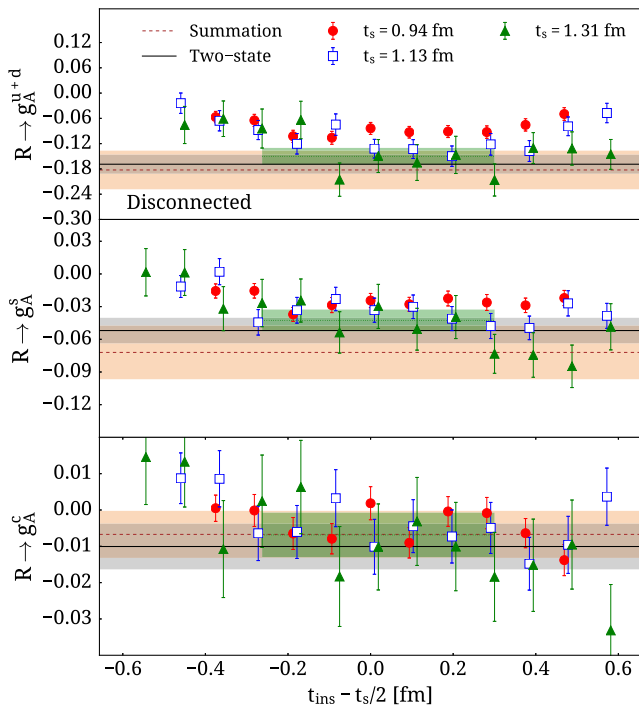 Summation
Two−state
t_s = 0.94 fm
t_s = 1.13 fm
t_s = 1.31 fm
R → g_A^{u+d}
0.12
0.06
0.00
−0.06
−0.12
−0.18
−0.24
−0.30
Disconnected
R → g_A^s
0.03
0.00
−0.03
−0.06
−0.09
−0.12
R → g_A^c
0.01
0.00
−0.01
−0.02
−0.03
−0.6 −0.4 −0.2 0.0 0.2 0.4 0.6
t_ins − t_s/2 [fm]